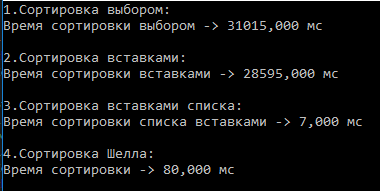 1.Сортировка выбором:
Время сортировки выбором -> 31015,000 мс
2.Сортировка вставками:
Время сортировки вставками -> 28595,000 мс
3.Сортировка вставками списка:
Время сортировки списка вставками -> 7,000 мс
4.Сортировка Шелла:
Время сортировки -> 80,000 мс